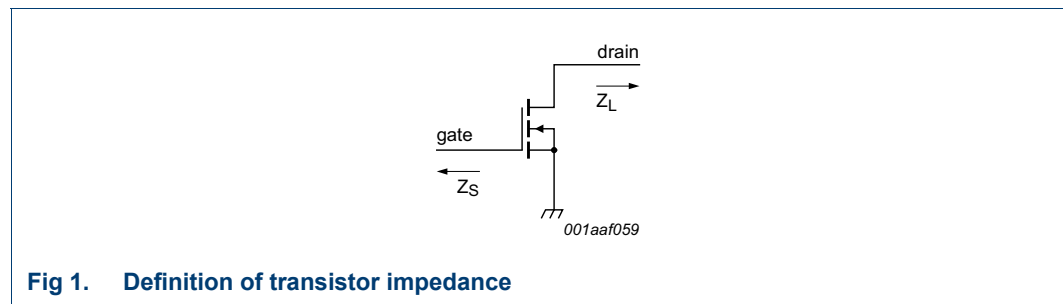 drain
Z_L
gate
Z_S
001aaf059
Fig 1. Definition of transistor impedance